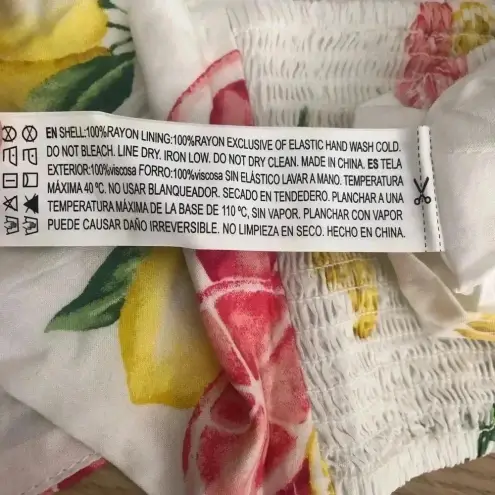 EN SHELL:100%RAYON LINING:100%RAYON EXCLUSIVE OF ELASTIC HAND WASH COLD.
DO NOT BLEACH. LINE DRY. IRON LOW. DO NOT DRY CLEAN. MADE IN CHINA. ES TELA
EXTERIOR:100%viscosa FORRO:100%viscosa SIN ELÁSTICO LAVAR A MANO. TEMPERATURA
MÁXIMA 40 ºC. NO USAR BLANQUEADOR. SECADO EN TENDEDERO. PLANCHAR A UNA
TEMPERATURA MÁXIMA DE LA BASE DE 110 ºC, SIN VAPOR. PLANCHAR CON VAPOR
PUEDE CAUSAR DAÑO IRREVERSIBLE. NO LIMPIEZA EN SECO. HECHO EN CHINA.